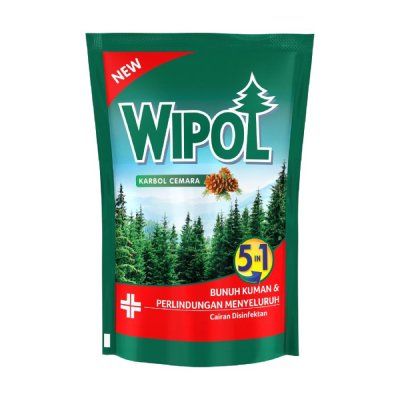 NEW
WIPOL
KARBOL CEMARA
5 IN 1
BUNUH KUMAN &
PERLINDUNGAN MENYELURUH
Cairan Disinfektan